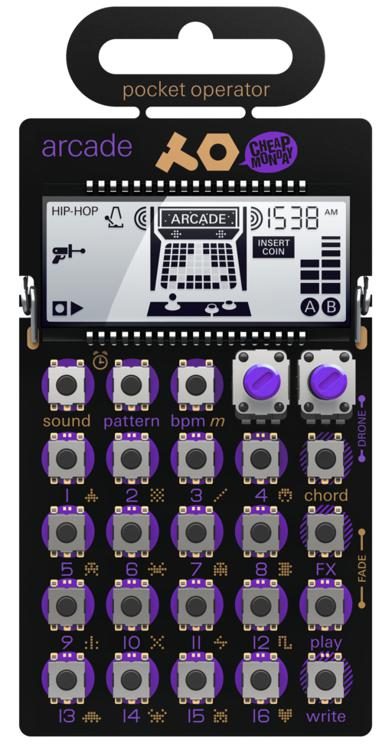 pocket operator
arcade
CHEAP MONDAY
HIP-HOP
ARCADE
1538 AM
INSERT COIN
A B
sound pattern bpm m
DRONE
1 2 3 4 chord
5 6 7 8 FX
FADE
9 10 11 12 play
13 14 15 16 write